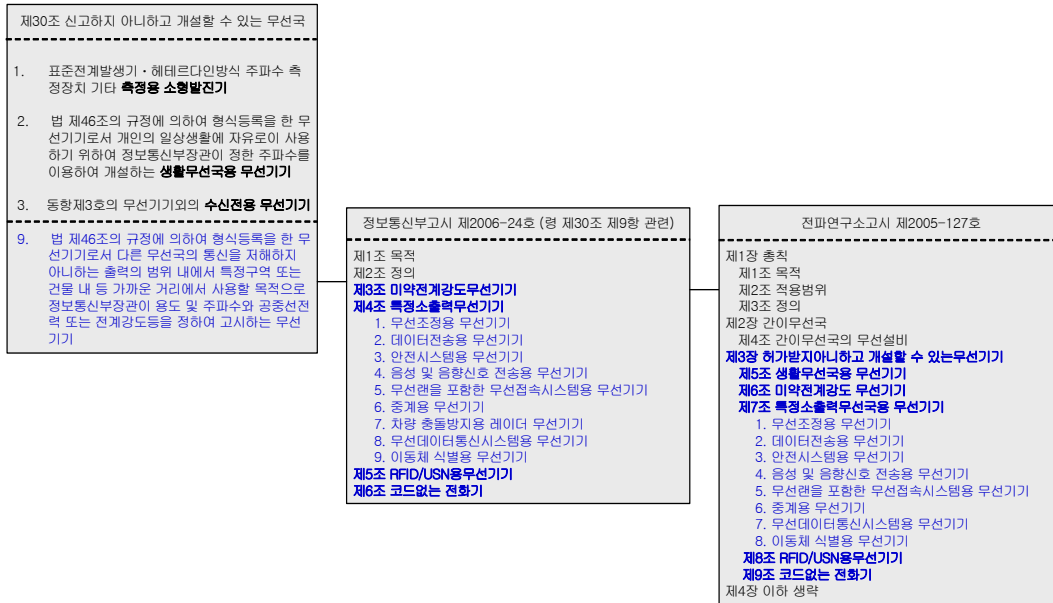 제30조 신고하지 아니하고 개설할 수 있는 무선국
1. 표준전계발생기·헤테르다인방식 주파수 측
정장치 기타 측정용 소형발진기
2. 법 제46조의 규정에 의하여 형식등록을 한 무
선기기로서 개인의 일상생활에 자유로이 사용
하기 위하여 정보통신부장관이 정한 주파수를
이용하여 개설하는 생활무선국용 무선기기
3. 동항제3호의 무선기기외의 수신전용 무선기기
9. 법 제46조의 규정에 의하여 형식등록을 한 무
선기기로서 다른 무선국의 통신을 저해하지
아니하는 출력의 범위 내에서 특정구역 또는
건물 내 등 가까운 거리에서 사용할 목적으로
정보통신부장관이 용도 및 주파수와 공중선전
력 또는 전계강도등을 정하여 고시하는 무선
기기
정보통신부고시 제2006-24호 (령 제30조 제9항 관련)
제1조 목적
제2조 정의
제3조 미약전계강도무선기기
제4조 특정소출력무선기기
1. 무선조정용 무선기기
2. 데이터전송용 무선기기
3. 안전시스템용 무선기기
4. 음성 및 음향신호 전송용 무선기기
5. 무선랜을 포함한 무선접속시스템용 무선기기
6. 중계용 무선기기
7. 차량 충돌방지용 레이더 무선기기
8. 무선데이터통신시스템용 무선기기
9. 이동체 식별용 무선기기
제5조 RFID/USN용무선기기
제6조 코드없는 전화기
전파연구소고시 제2005-127호
제1장 총칙
제1조 목적
제2조 적용범위
제3조 정의
제2장 간이무선국
제4조 간이무선국의 무선설비
제3장 허가받지아니하고 개설할 수 있는무선기기
제5조 생활무선국용 무선기기
제6조 미약전계강도 무선기기
제7조 특정소출력무선국용 무선기기
1. 무선조정용 무선기기
2. 데이터전송용 무선기기
3. 안전시스템용 무선기기
4. 음성 및 음향신호 전송용 무선기기
5. 무선랜을 포함한 무선접속시스템용 무선기기
6. 중계용 무선기기
7. 무선데이터통신시스템용 무선기기
8. 이동체 식별용 무선기기
제8조 RFID/USN용무선기기
제9조 코드없는 전화기
제4장 이하 생략